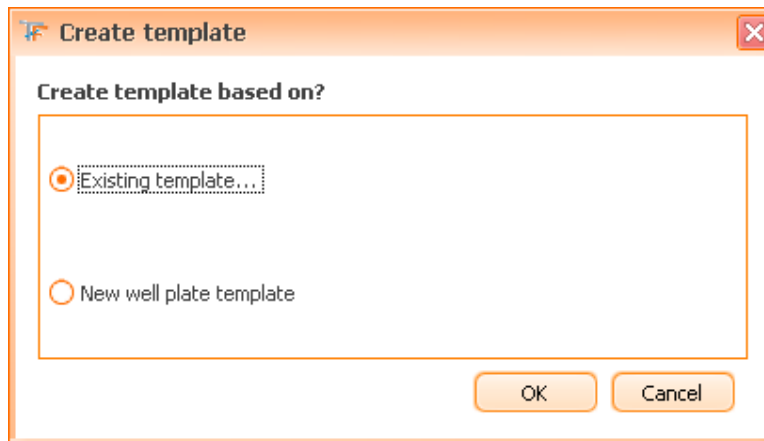 Create template
Create template based on?
Existing template...
New well plate template
OK
Cancel